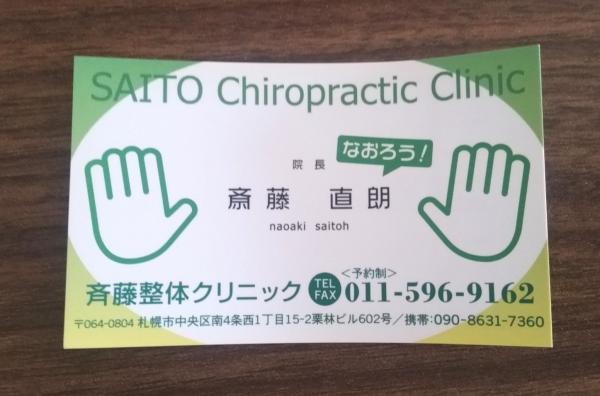 SAITO Chiropractic Clinic
なおろう!
院長
斎藤 直朗
naoaki saitoh
<予約制>
斉藤整体クリニック TEL FAX 011-596-9162
〒064-0804 札幌市中央区南4条西1丁目15-2栗林ビル602号/携帯:090-8631-7360